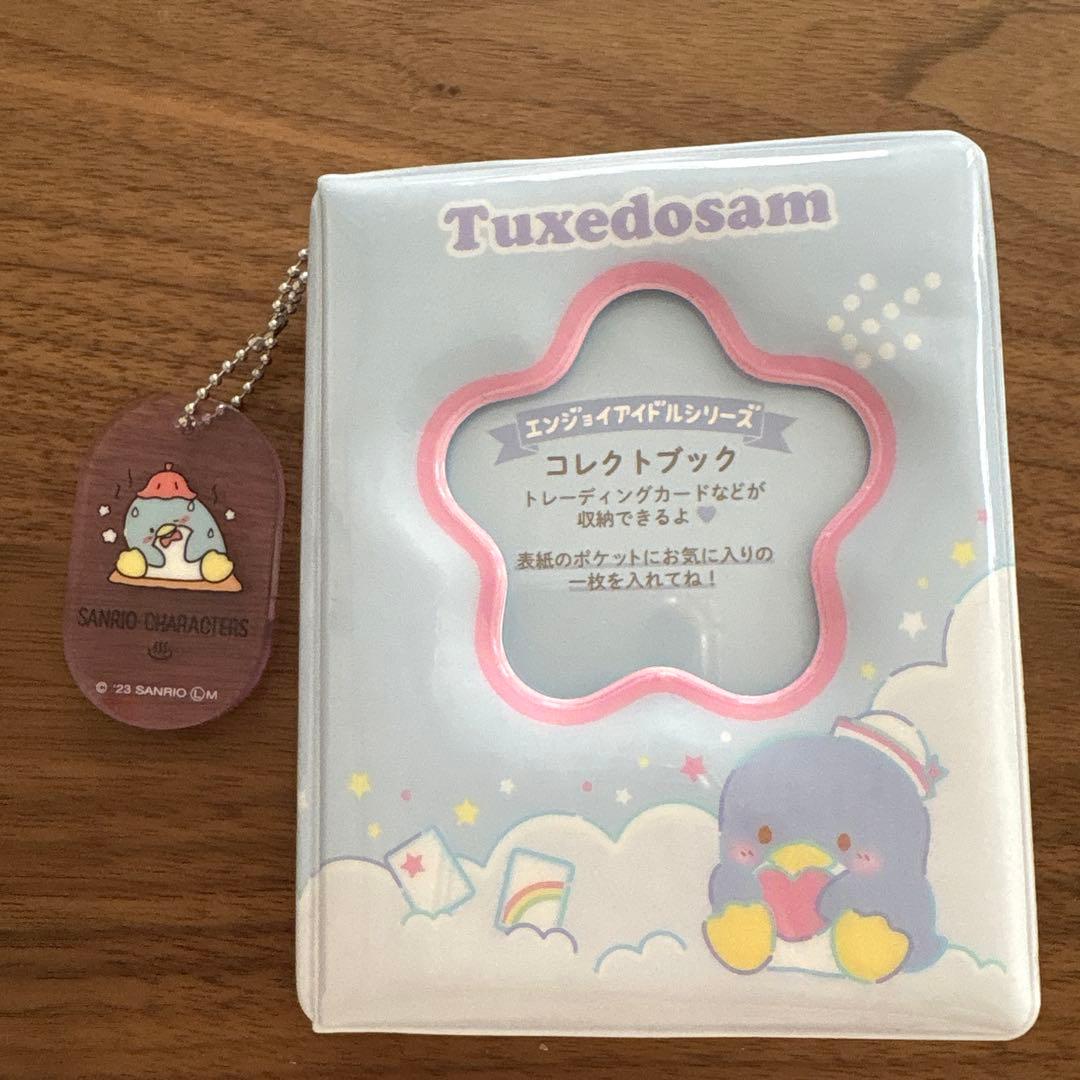 Tuxedosam
エンジョイアイドルシリーズ
コレクトブック
トレーディングカードなどが
収納できるよ♥
表紙のポケットにお気に入りの
一枚を入れてね！
SANRIO CHARACTERS
© '23 SANRIO Ⓛ M